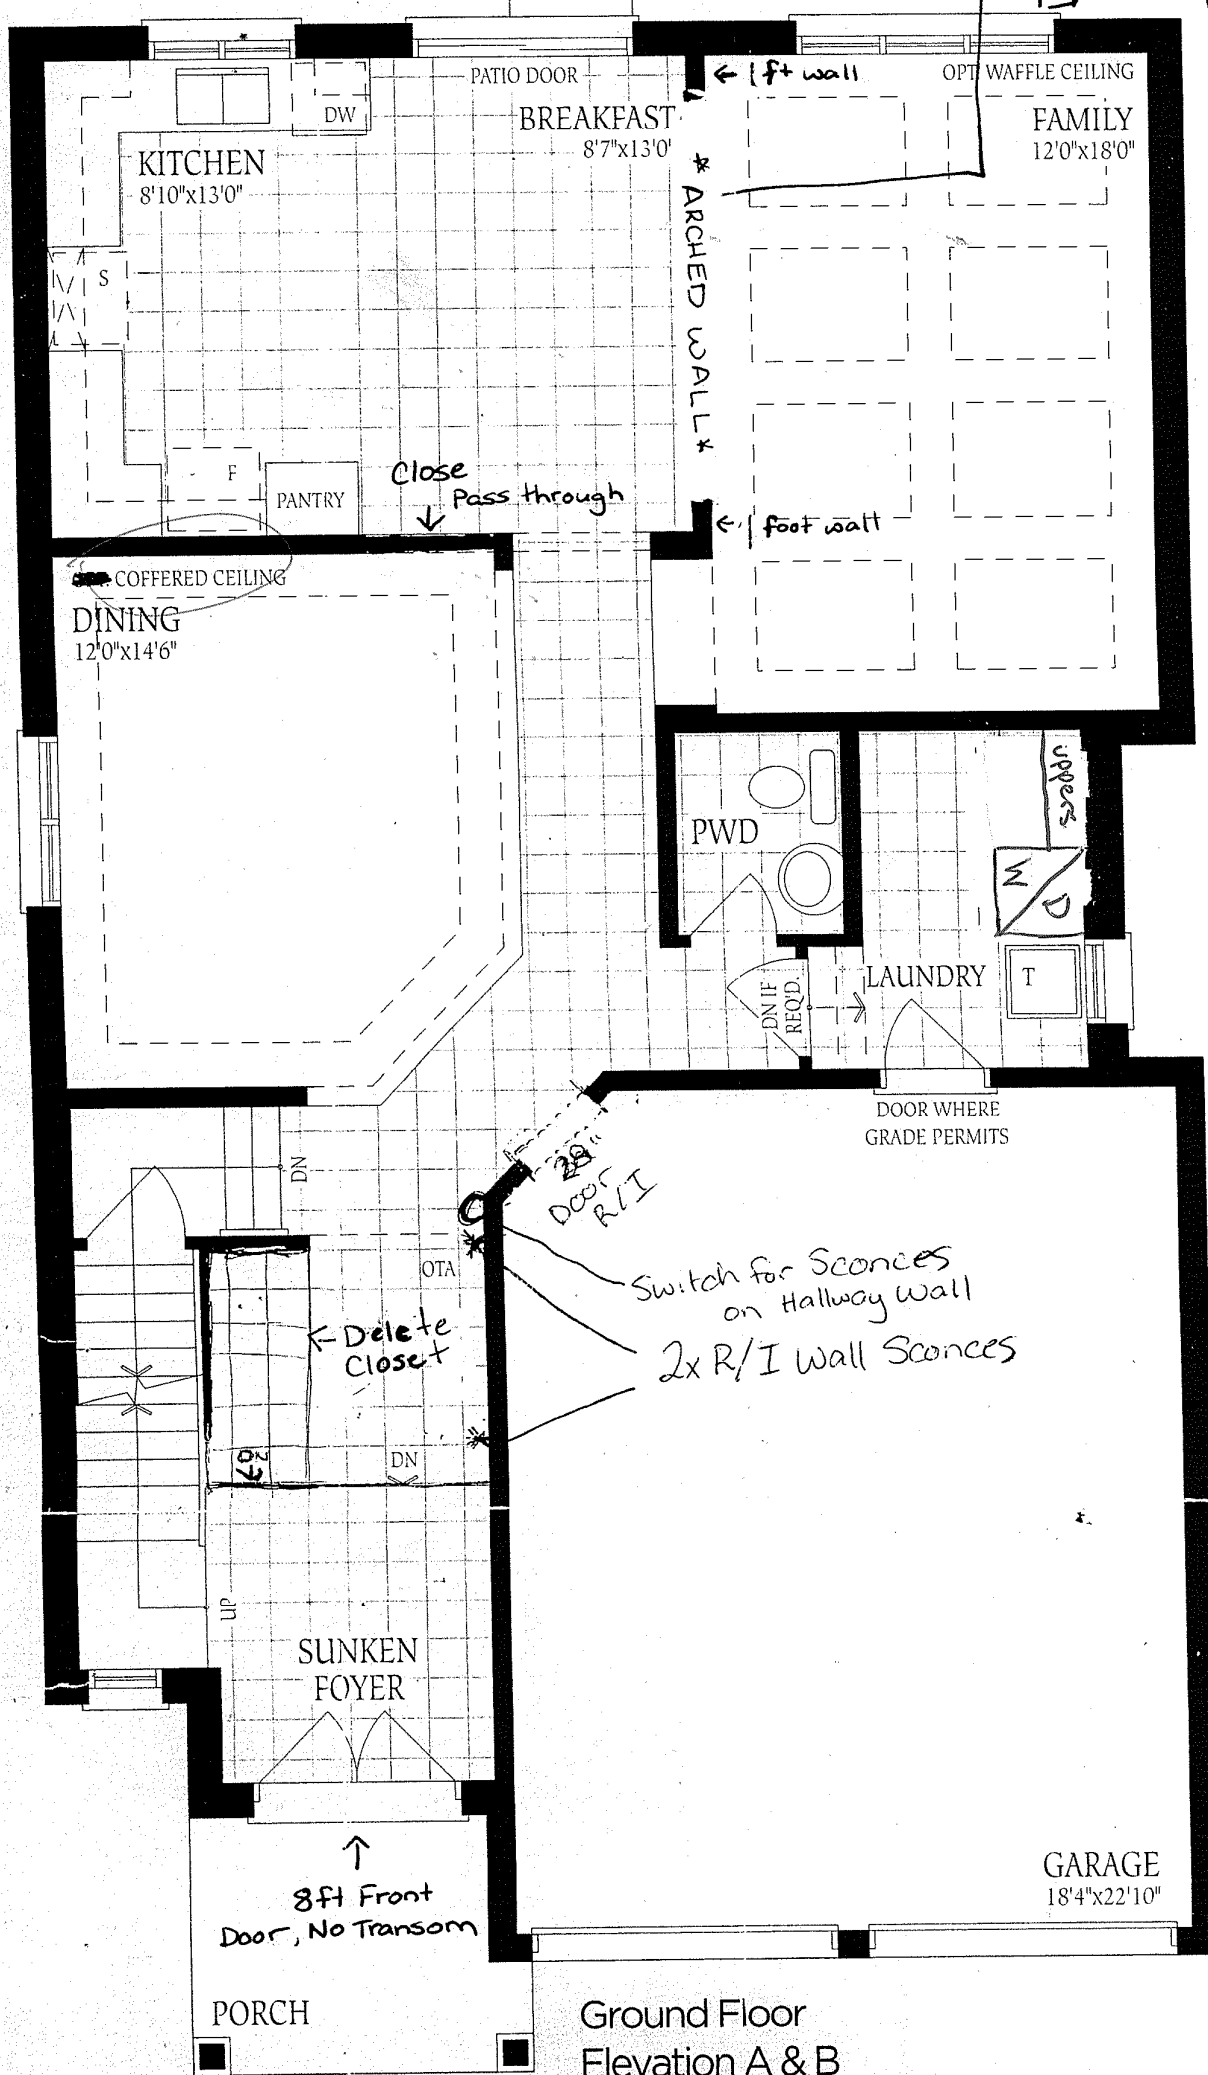 ← 1 ft wall
PATIO DOOR
OPT. WAFFLE CEILING
DW
BREAKFAST
8'7"x13'0'
FAMILY
12'0"x18'0"
KITCHEN
8'10"x13'0"
* ARCHED WALL *
S
F
PANTRY
Close
Pass through
← 1 foot wall
COFFERED CEILING
DINING
12'0"x14'6"
uppers
PWD
W
D
LAUNDRY
T
DN IF
REQ'D.
DOOR WHERE
GRADE PERMITS
DN
DOOR
R/I
OTA
Switch for Sconces
on Hallway Wall
← Delete
Closet
2x R/I Wall Sconces
DN
UP
SUNKEN
FOYER
GARAGE
18'4"x22'10"
8ft Front
Door, No Transom
PORCH
Ground Floor
Elevation A & B